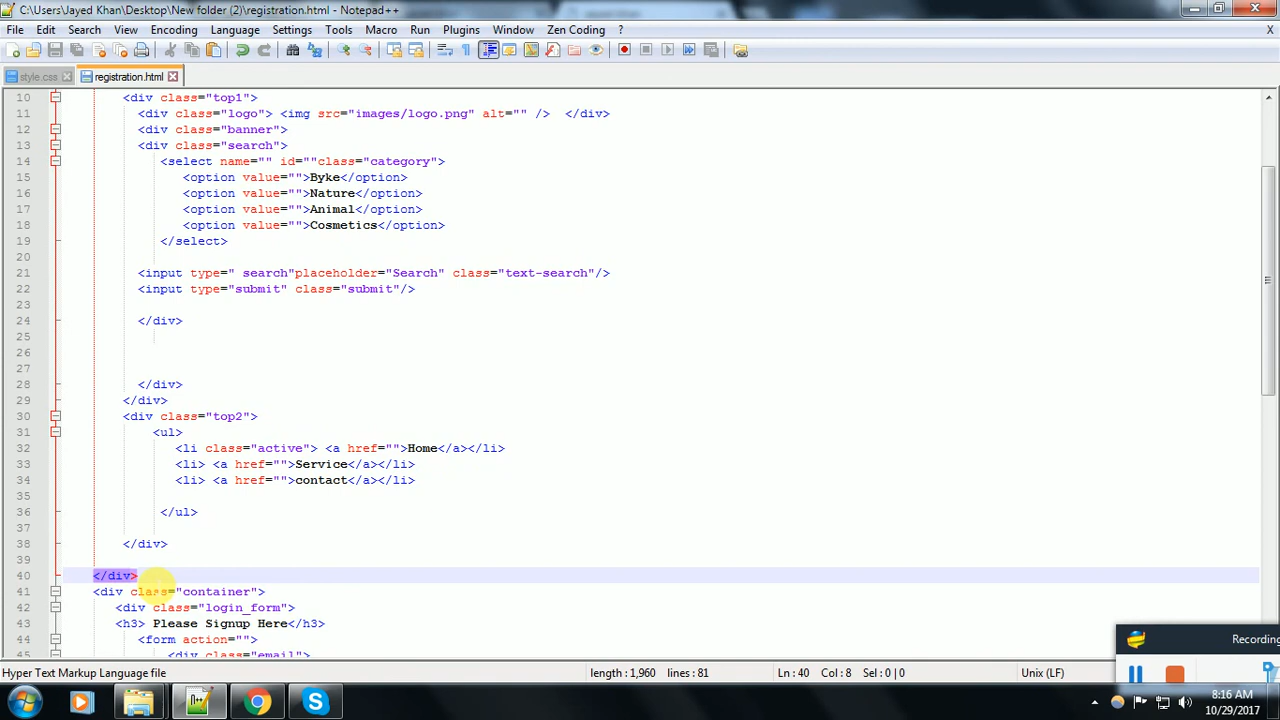 C:\Users\Jayed Khan\Desktop\New folder (2)\registration.html - Notepad++
File Edit Search View Encoding Language Settings Tools Macro Run Plugins Window Zen Coding ? X
style.css registration.html
10 <div class="top1">
11 <div class="logo"> <img src="images/logo.png" alt="" /> </div>
12 <div class="banner">
13 <div class="search">
14 <select name="" id=""class="category">
15 <option value="">Byke</option>
16 <option value="">Nature</option>
17 <option value="">Animal</option>
18 <option value="">Cosmetics</option>
19 </select>
20
21 <input type=" search"placeholder="Search" class="text-search"/>
22 <input type="submit" class="submit"/>
23
24 </div>
25
26
27
28 </div>
29 </div>
30 <div class="top2">
31 <ul>
32 <li class="active"> <a href="">Home</a></li>
33 <li> <a href="">Service</a></li>
34 <li> <a href="">contact</a></li>
35
36 </ul>
37
38 </div>
39
40 </div>
41 <div class="container">
42 <div class="login_form">
43 <h3> Please Signup Here</h3>
44 <form action="">
45 <div class="email">
Recording
Hyper Text Markup Language file length : 1,960 lines : 81 Ln : 40 Col : 8 Sel : 0 | 0 Unix (LF)
8:16 AM
10/29/2017